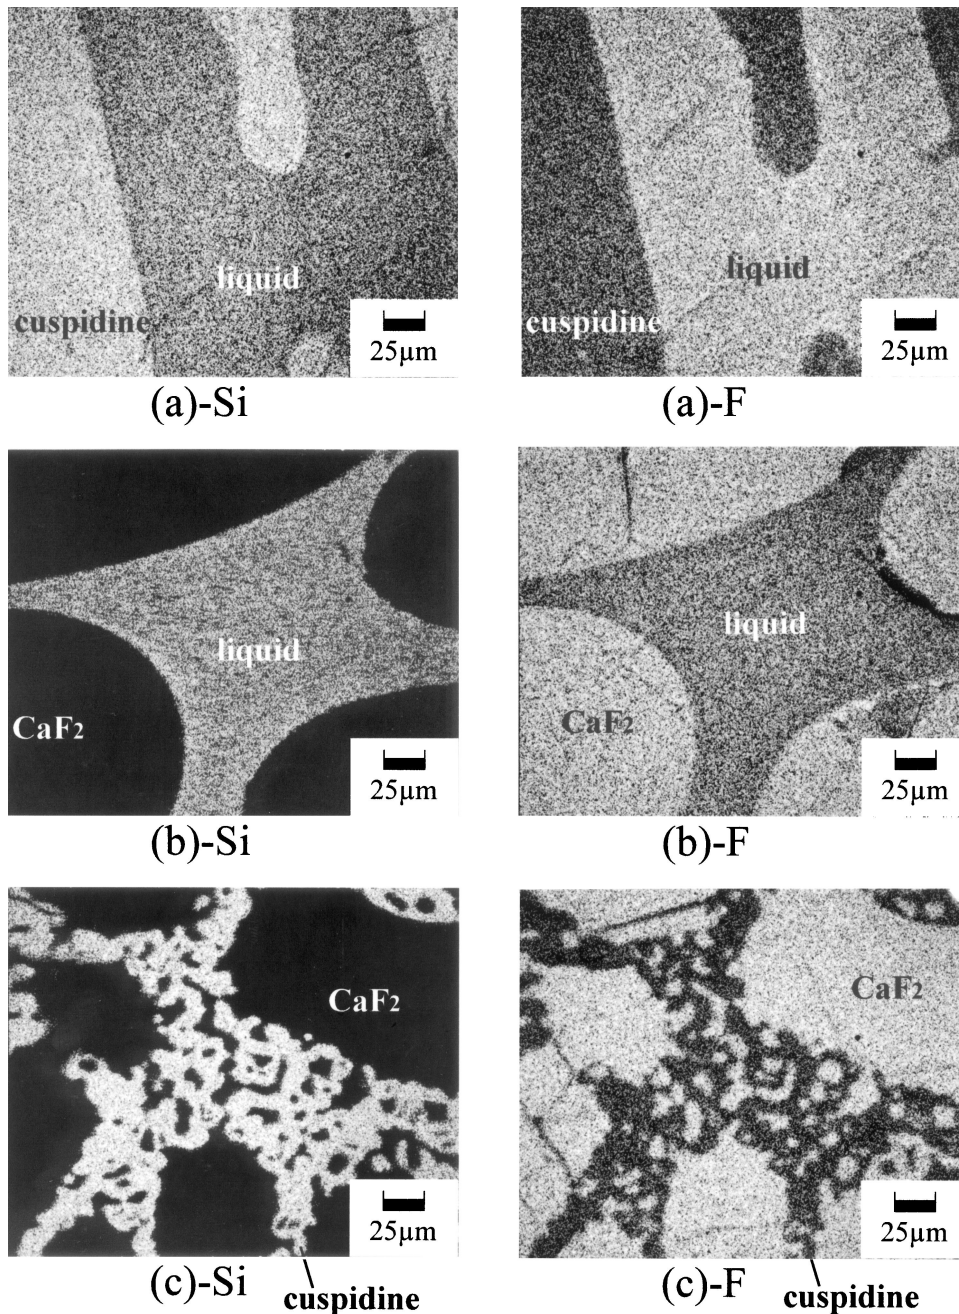 liquid
cuspidine
25µm
(a)-Si
liquid
cuspidine
25µm
(a)-F
liquid
CaF2
25µm
(b)-Si
liquid
CaF2
25µm
(b)-F
CaF2
25µm
(c)-Si
cuspidine
CaF2
25µm
(c)-F
cuspidine